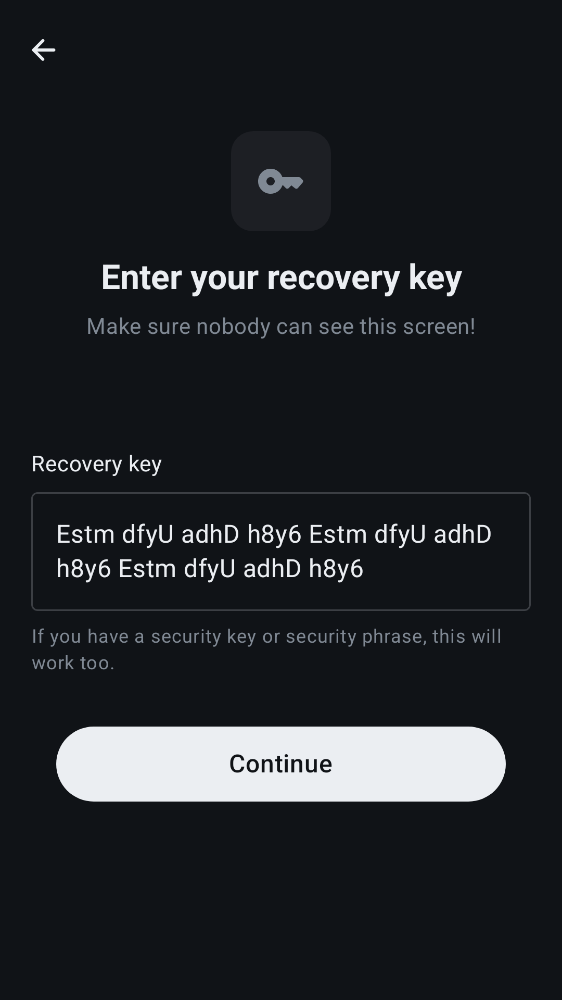 Enter your recovery key
Make sure nobody can see this screen!
Recovery key
Estm dfyU adhD h8y6 Estm dfyU adhD
h8y6 Estm dfyU adhD h8y6
If you have a security key or security phrase, this will
work too.
Continue